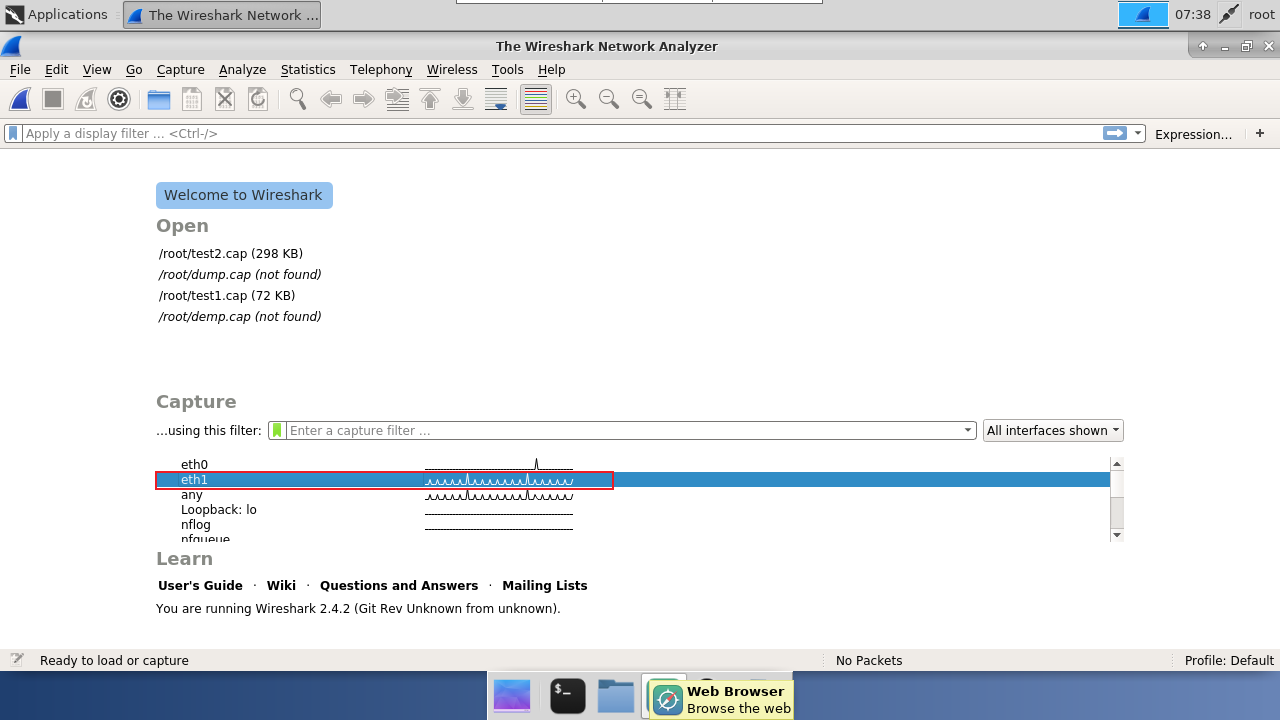 Applications
The Wireshark Network ...
07:38
root
The Wireshark Network Analyzer
File Edit View Go Capture Analyze Statistics Telephony Wireless Tools Help
Apply a display filter ... <Ctrl-/>
Expression...
+
Welcome to Wireshark
Open
/root/test2.cap (298 KB)
/root/dump.cap (not found)
/root/test1.cap (72 KB)
/root/demp.cap (not found)
Capture
...using this filter:
Enter a capture filter ...
All interfaces shown
eth0
eth1
any
Loopback: lo
nflog
nfqueue
Learn
User's Guide · Wiki · Questions and Answers · Mailing Lists
You are running Wireshark 2.4.2 (Git Rev Unknown from unknown).
Ready to load or capture
No Packets
Profile: Default
$_
Web Browser
Browse the web